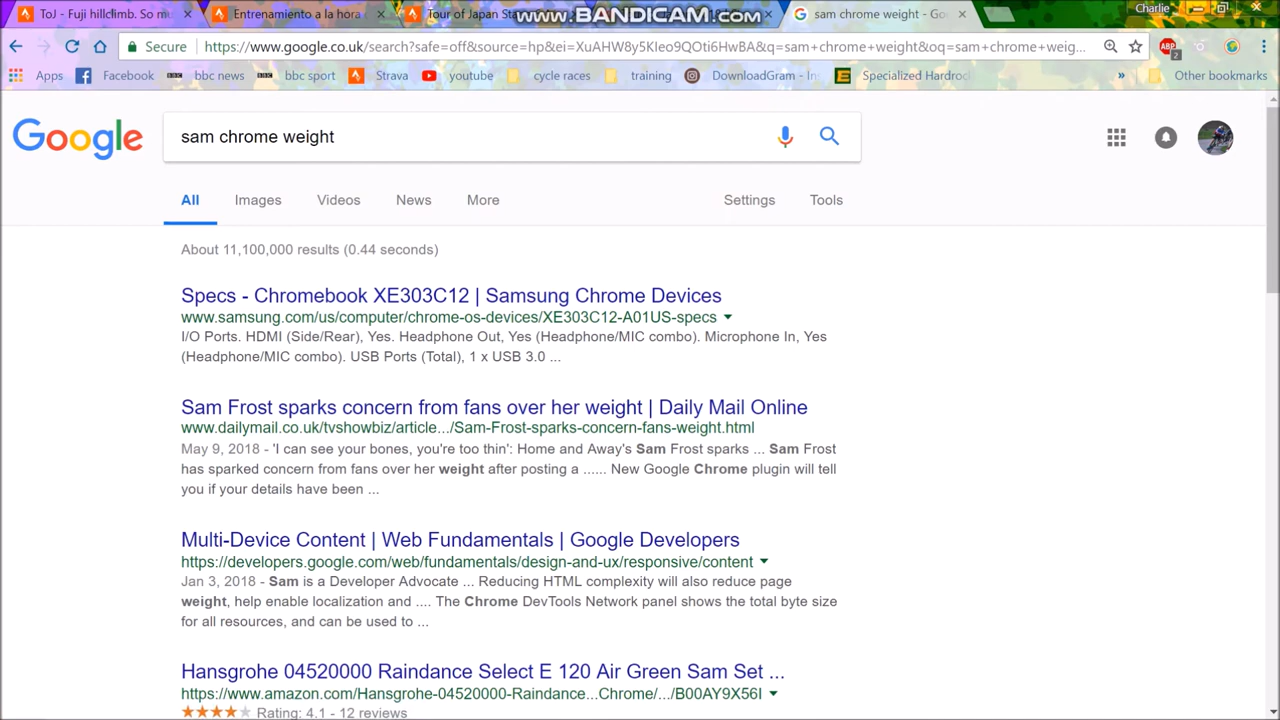 ToJ - Fuji hillclimb. So mu
Entrenamiento a la hora
Tour of Japan Sta
www.BANDICAM.com
sam chrome weight - Go
Charlie
Secure
https://www.google.co.uk/search?safe=off&source=hp&ei=XuAHW8y5KIeo9QOti6HwBA&q=sam+chrome+weight&oq=sam+chrome+weig...
Apps
Facebook
bbc news
bbc sport
Strava
youtube
cycle races
training
DownloadGram - In
Specialized Hardroc
»
Other bookmarks
Google
sam chrome weight
All
Images
Videos
News
More
Settings
Tools
About 11,100,000 results (0.44 seconds)
Specs - Chromebook XE303C12 | Samsung Chrome Devices
www.samsung.com/us/computer/chrome-os-devices/XE303C12-A01US-specs
I/O Ports. HDMI (Side/Rear), Yes. Headphone Out, Yes (Headphone/MIC combo). Microphone In, Yes
(Headphone/MIC combo). USB Ports (Total), 1 x USB 3.0 ...
Sam Frost sparks concern from fans over her weight | Daily Mail Online
www.dailymail.co.uk/tvshowbiz/article.../Sam-Frost-sparks-concern-fans-weight.html
May 9, 2018 - 'I can see your bones, you're too thin': Home and Away's Sam Frost sparks ... Sam Frost
has sparked concern from fans over her weight after posting a ...... New Google Chrome plugin will tell
you if your details have been ...
Multi-Device Content | Web Fundamentals | Google Developers
https://developers.google.com/web/fundamentals/design-and-ux/responsive/content
Jan 3, 2018 - Sam is a Developer Advocate ... Reducing HTML complexity will also reduce page
weight, help enable localization and .... The Chrome DevTools Network panel shows the total byte size
for all resources, and can be used to ...
Hansgrohe 04520000 Raindance Select E 120 Air Green Sam Set ...
https://www.amazon.com/Hansgrohe-04520000-Raindance...Chrome/.../B00AY9X56I
Rating: 4.1 - 12 reviews